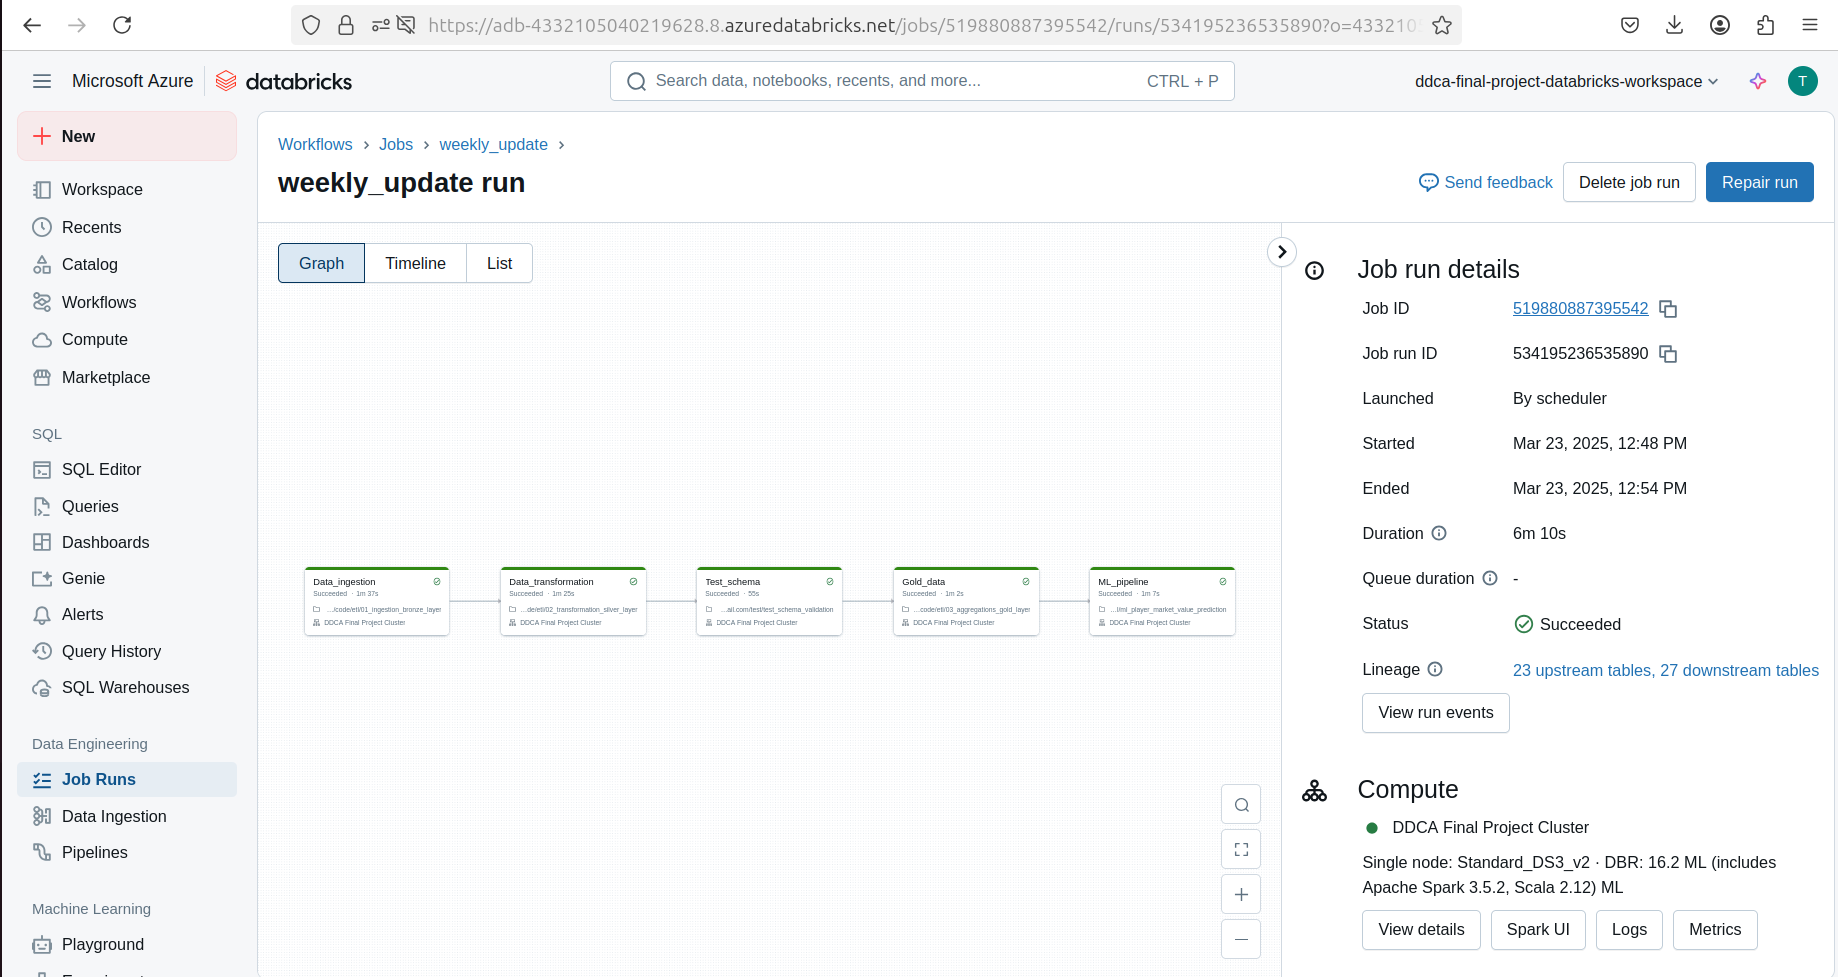 https://adb-4332105040219628.8.azuredatabricks.net/jobs/519880887395542/runs/534195236535890?o=433210
Microsoft Azure
databricks
Search data, notebooks, recents, and more...
CTRL + P
ddca-final-project-databricks-workspace
T
New
Workspace
Recents
Catalog
Workflows
Compute
Marketplace
SQL
SQL Editor
Queries
Dashboards
Genie
Alerts
Query History
SQL Warehouses
Data Engineering
Job Runs
Data Ingestion
Pipelines
Machine Learning
Playground
Workflows › Jobs › weekly_update ›
weekly_update run
Send feedback
Delete job run
Repair run
Graph
Timeline
List
Data_ingestion
Succeeded · 1m 37s
.../code/etl/01_ingestion_bronze_layer
DDCA Final Project Cluster
Data_transformation
Succeeded · 1m 25s
...de/etl/02_transformation_silver_layer
DDCA Final Project Cluster
Test_schema
Succeeded · 55s
...ail.com/test/test_schema_validation
DDCA Final Project Cluster
Gold_data
Succeeded · 1m 2s
...code/etl/03_aggregations_gold_layer
DDCA Final Project Cluster
ML_pipeline
Succeeded · 1m 7s
...l/ml_player_market_value_prediction
DDCA Final Project Cluster
Job run details
Job ID 519880887395542
Job run ID 534195236535890
Launched By scheduler
Started Mar 23, 2025, 12:48 PM
Ended Mar 23, 2025, 12:54 PM
Duration 6m 10s
Queue duration -
Status Succeeded
Lineage 23 upstream tables, 27 downstream tables
View run events
Compute
DDCA Final Project Cluster
Single node: Standard_DS3_v2 · DBR: 16.2 ML (includes
Apache Spark 3.5.2, Scala 2.12) ML
View details
Spark UI
Logs
Metrics